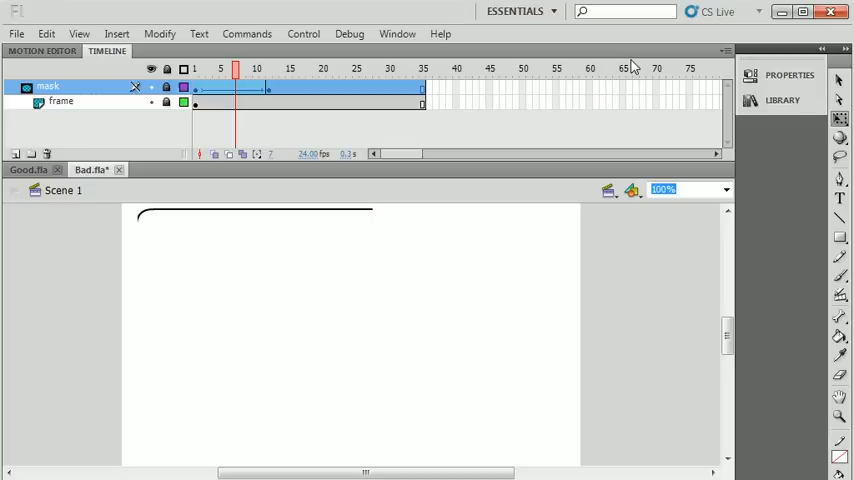 Fl
ESSENTIALS
CS Live
File Edit View Insert Modify Text Commands Control Debug Window Help
MOTION EDITOR TIMELINE
1 5 10 15 20 25 30 35 40 45 50 55 60 65 70 75
mask
frame
7 24.00 fps 0.3 s
Good.fla Bad.fla*
Scene 1
100%
PROPERTIES
LIBRARY
T